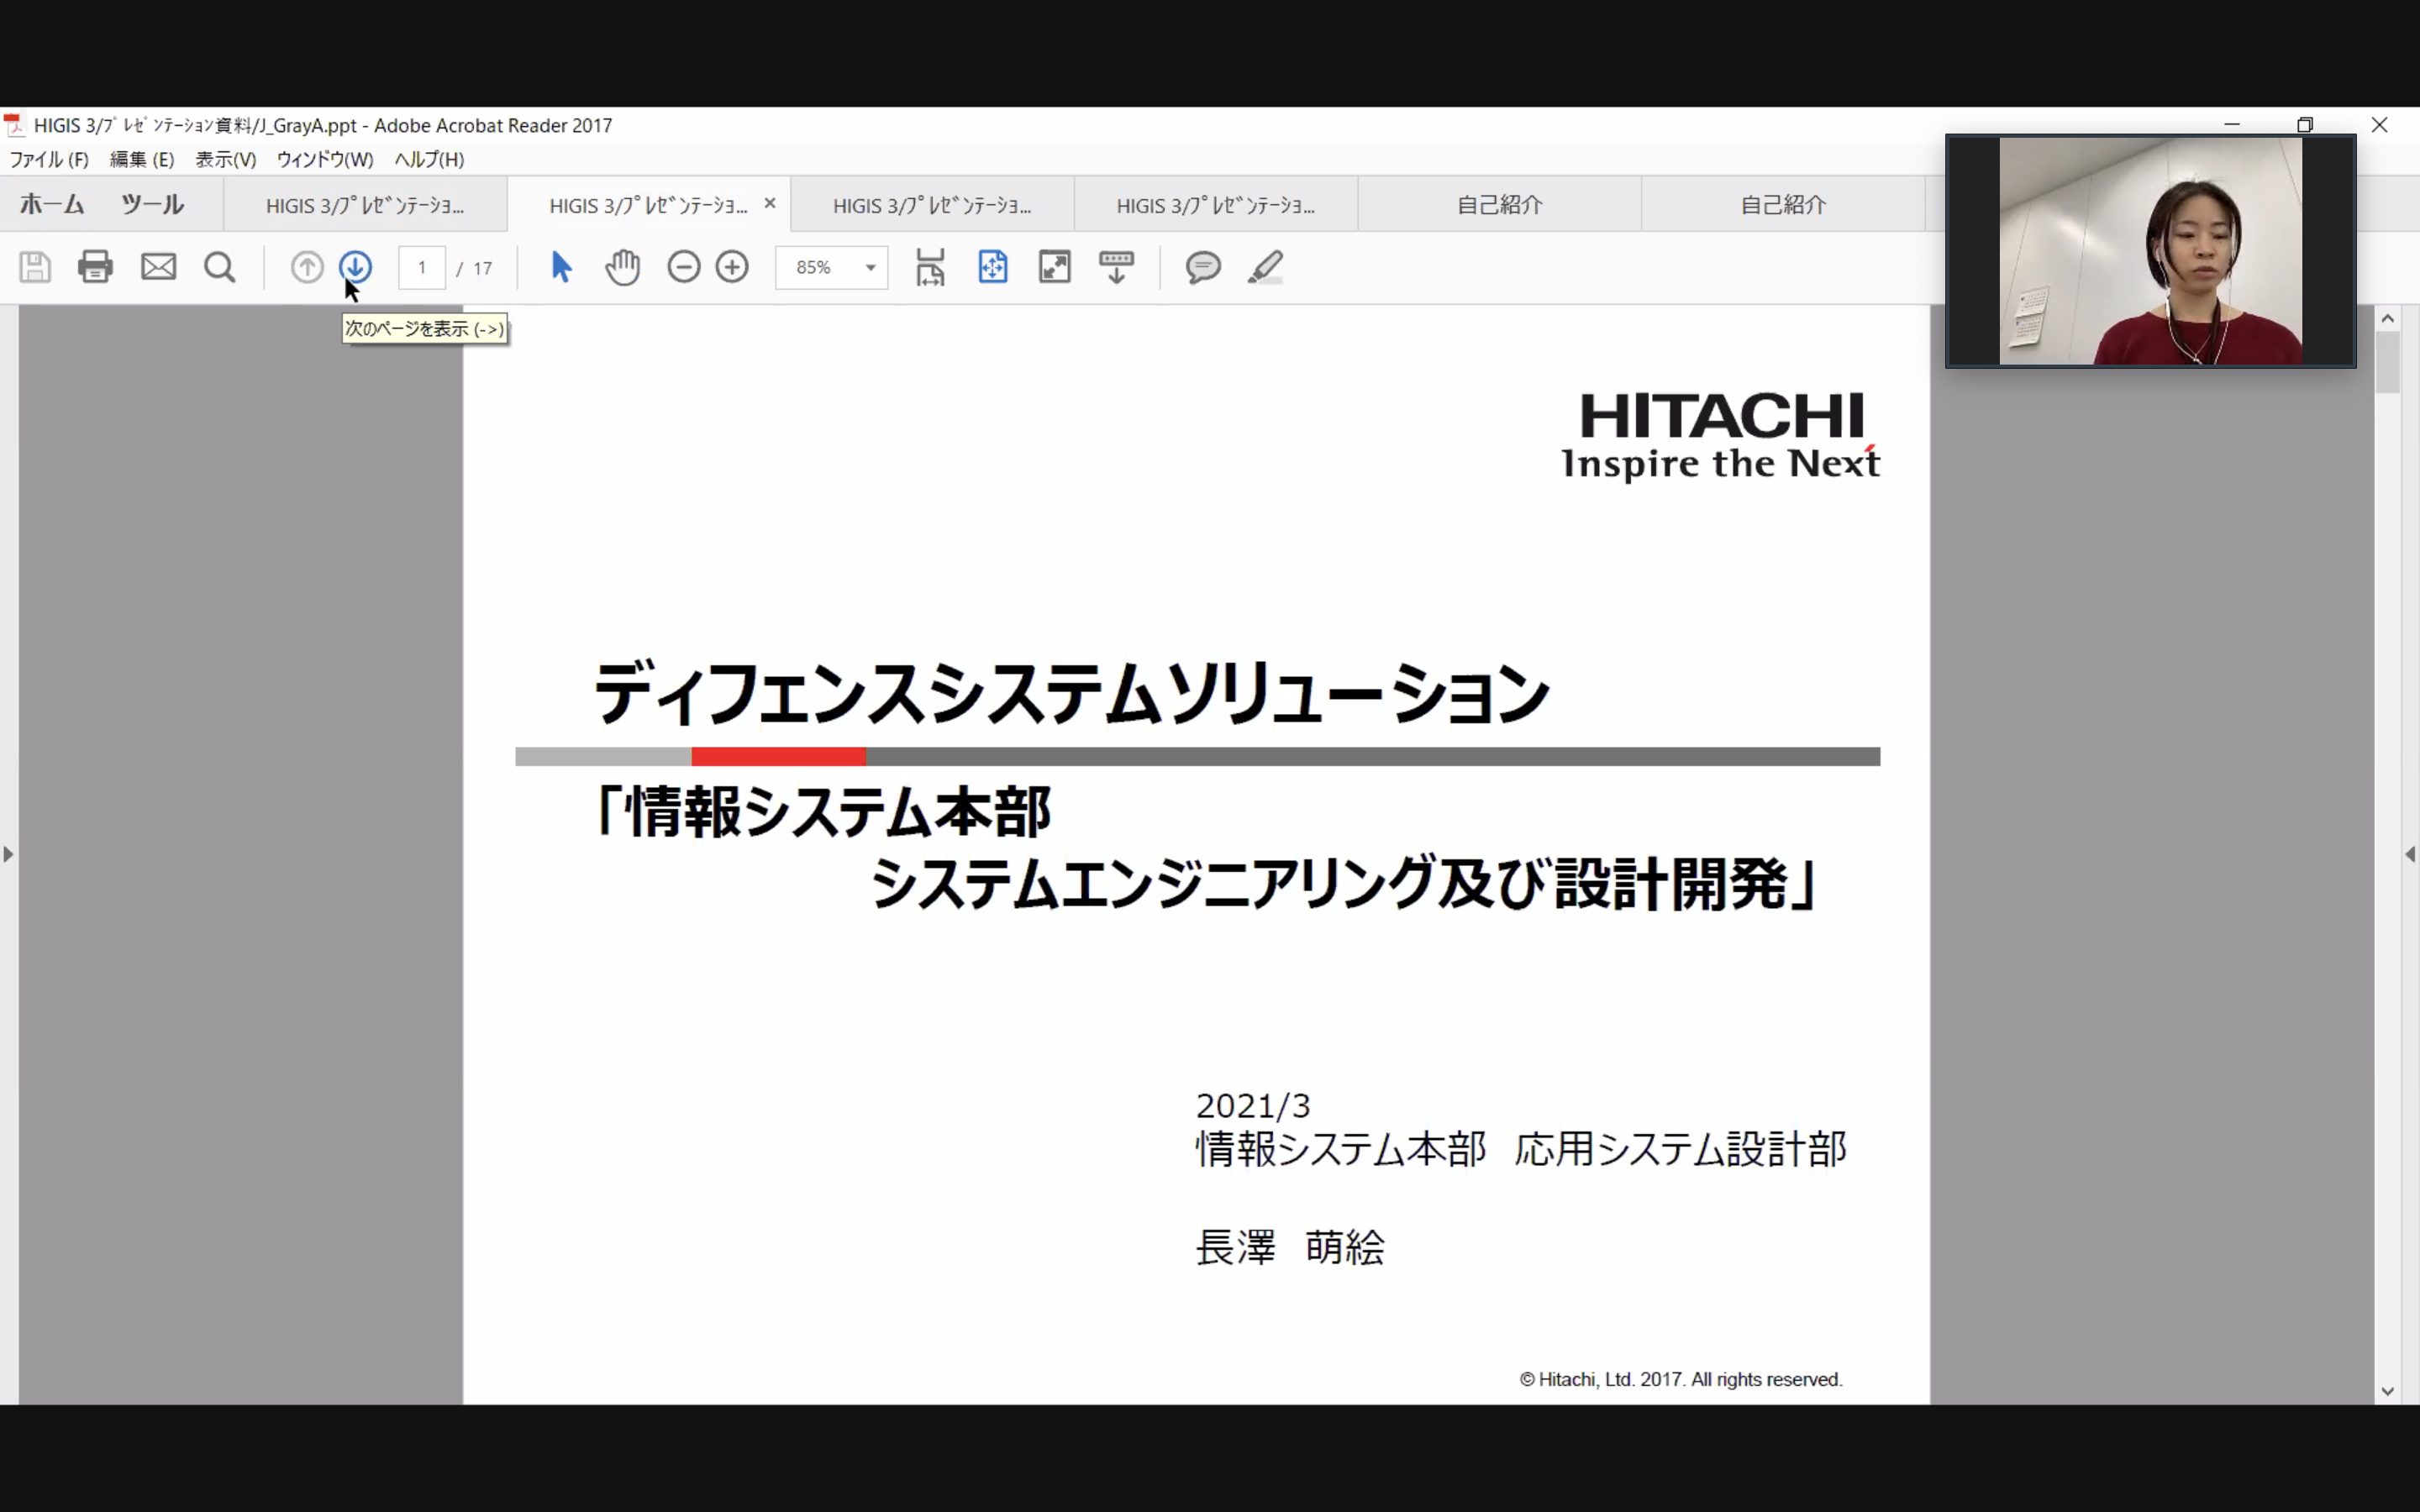 HIGIS 3/ﾌﾟﾚｾﾞﾝﾃｰｼｮﾝ資料/J_GrayA.ppt - Adobe Acrobat Reader 2017
ファイル (F) 編集 (E) 表示(V) ウィンドウ(W) ヘルプ(H)
ホーム ツール HIGIS 3/ﾌﾟﾚｾﾞﾝﾃｰｼｮ... HIGIS 3/ﾌﾟﾚｾﾞﾝﾃｰｼｮ... × HIGIS 3/ﾌﾟﾚｾﾞﾝﾃｰｼｮ... HIGIS 3/ﾌﾟﾚｾﾞﾝﾃｰｼｮ... 自己紹介 自己紹介
1 / 17 85%
次のページを表示 (->)
HITACHI
Inspire the Next
ディフェンスシステムソリューション
「情報システム本部
システムエンジニアリング及び設計開発」
2021/3
情報システム本部 応用システム設計部
長澤 萌絵
© Hitachi, Ltd. 2017. All rights reserved.